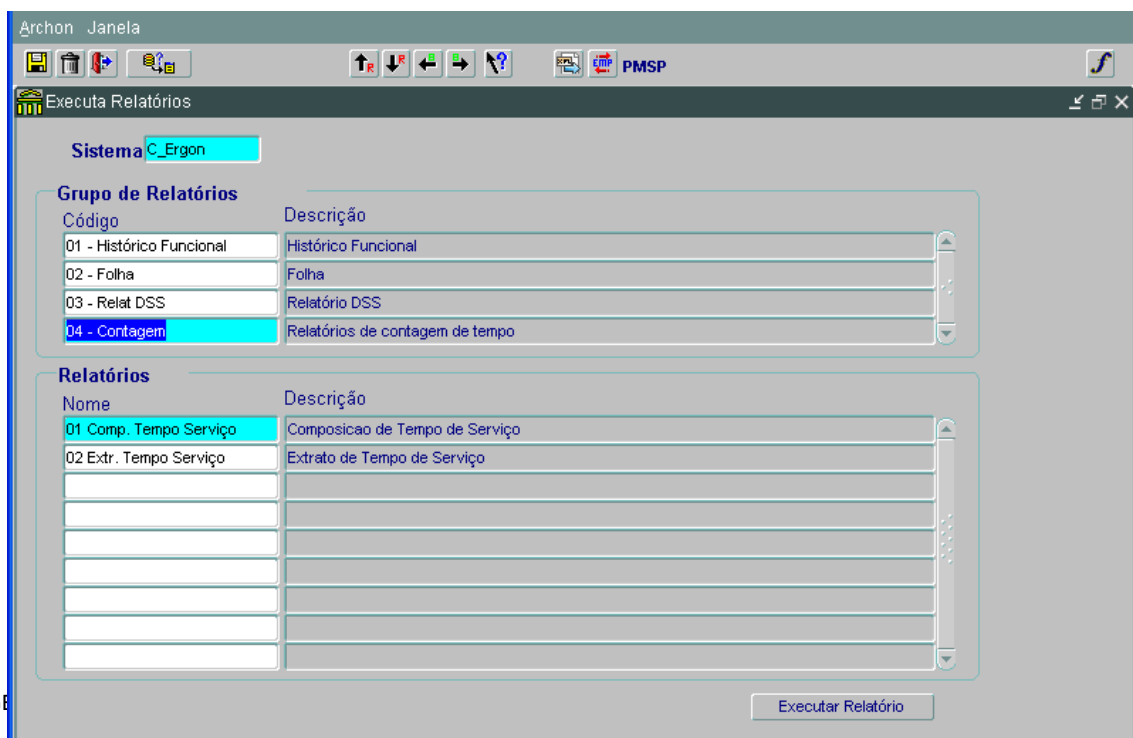 Archon Janela
R R EMP PMSP f
Executa Relatórios
Sistema C_Ergon
Grupo de Relatórios
Código Descrição
01 - Histórico Funcional Histórico Funcional
02 - Folha Folha
03 - Relat DSS Relatório DSS
04 - Contagem Relatórios de contagem de tempo
Relatórios
Nome Descrição
01 Comp. Tempo Serviço Composicao de Tempo de Serviço
02 Extr. Tempo Serviço Extrato de Tempo de Serviço
Executar Relatório